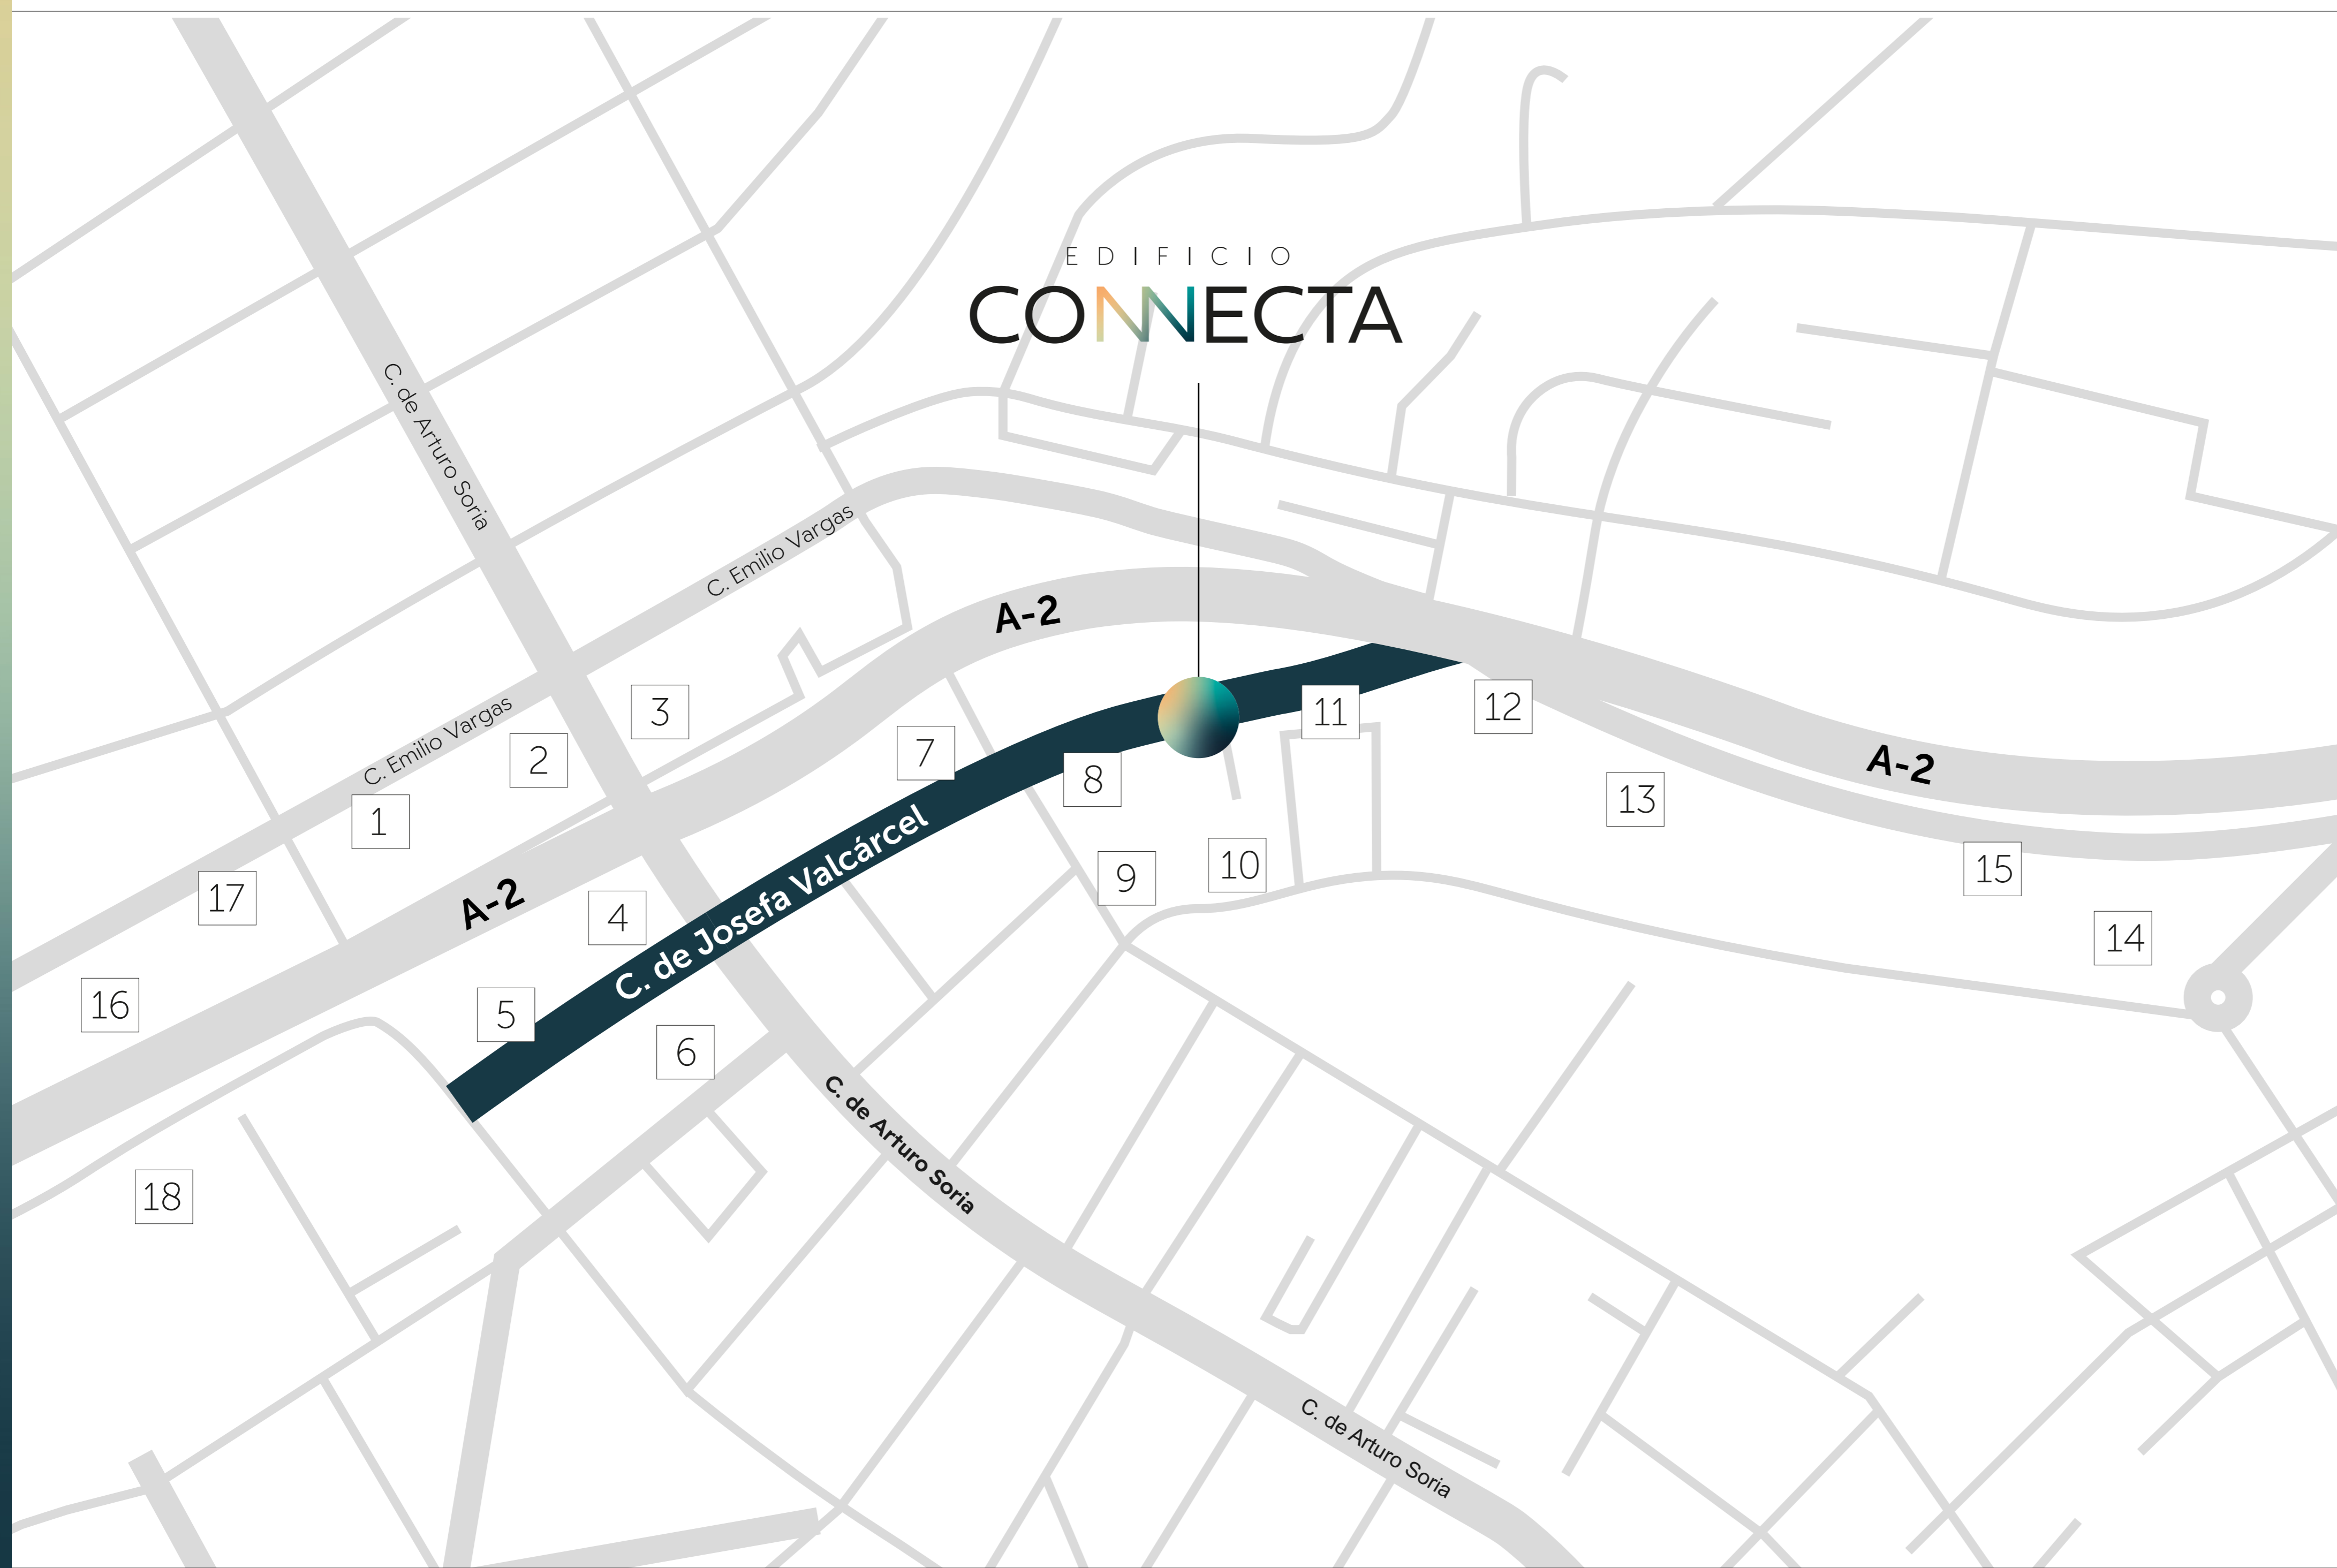 EDIFICIO
CONNECTA
C. de Arturo Soria
C. Emilio Vargas
A-2
3
C. Emilio Vargas
2
7
11
12
A-2
8
13
1
C. de Josefa Valcárcel
15
10
9
17
A-2
4
14
16
5
6
C. de Arturo Soria
18
C. de Arturo Soria